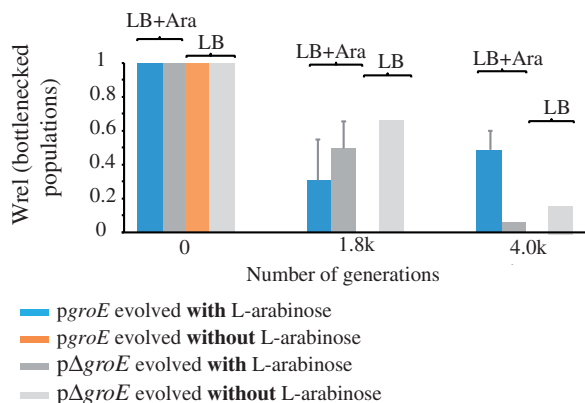 LB+Ara
LB
LB+Ara
LB
LB+Ara
LB
Wrel (bottlenecked
populations)
1
0.8
0.6
0.4
0.2
0
0
1.8k
4.0k
Number of generations
pgroE evolved with L-arabinose
pgroE evolved without L-arabinose
pΔgroE evolved with L-arabinose
pΔgroE evolved without L-arabinose